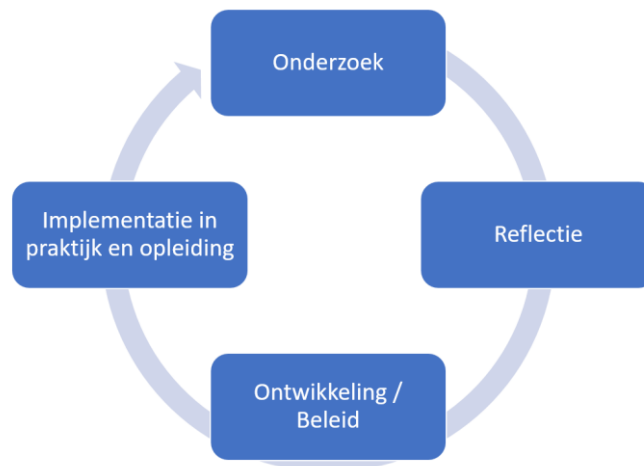 Onderzoek
Reflectie
Ontwikkeling /
Beleid
Implementatie in
praktijk en opleiding